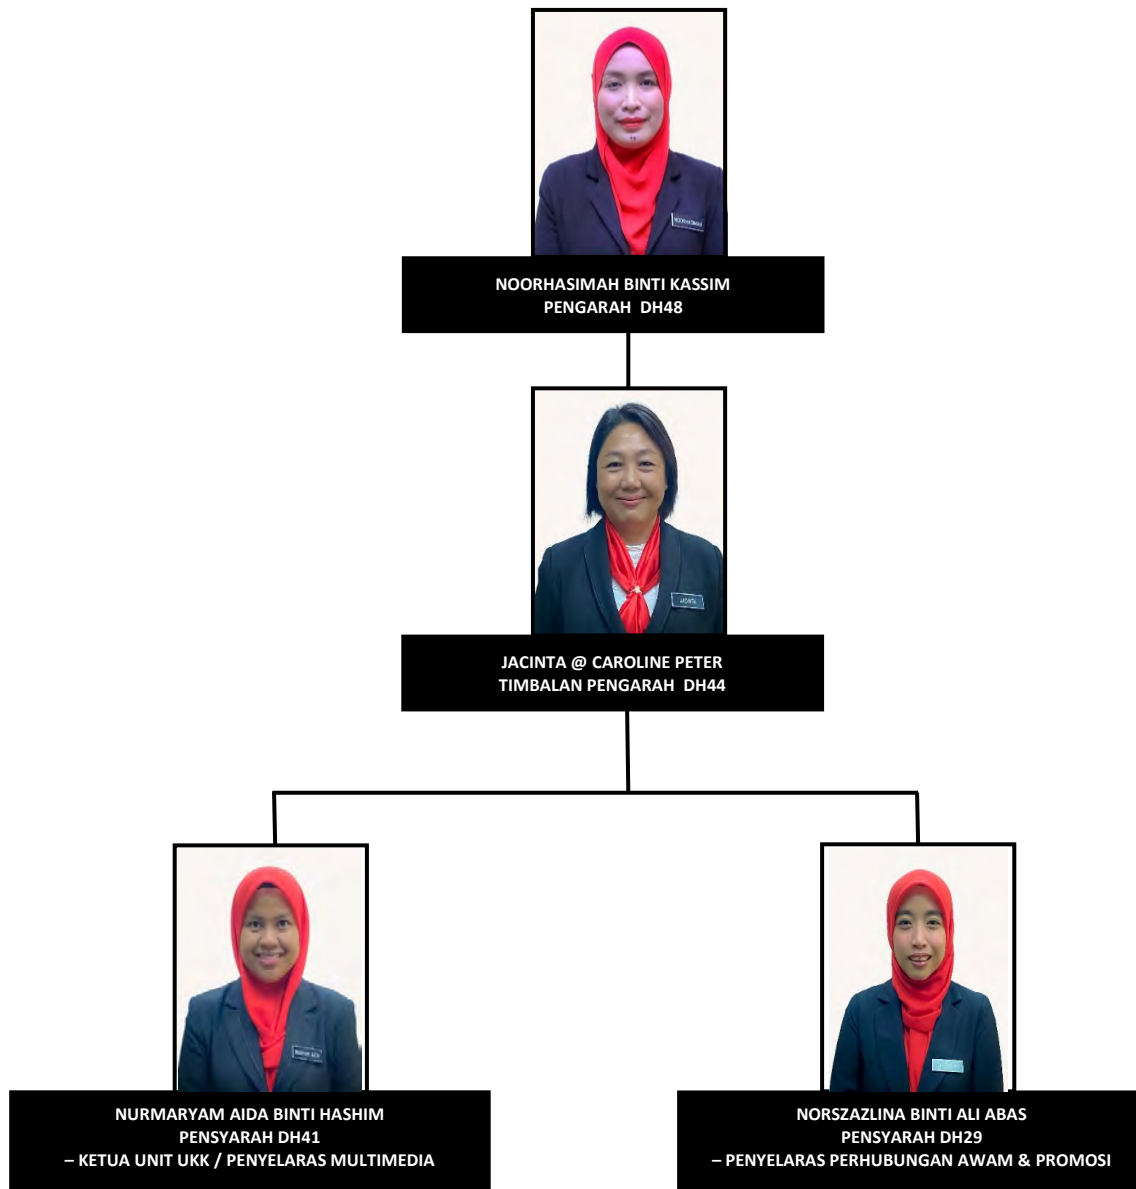 NOORHASIMAH
NOORHASIMAH BINTI KASSIM
PENGARAH  DH48
JACINTA
JACINTA @ CAROLINE PETER
TIMBALAN PENGARAH  DH44
NURMARYAM AIDA BINTI HASHIM
PENSYARAH DH41
– KETUA UNIT UKK / PENYELARAS MULTIMEDIA
NORSZAZLINA BINTI ALI ABAS
PENSYARAH DH29
– PENYELARAS PERHUBUNGAN AWAM & PROMOSI